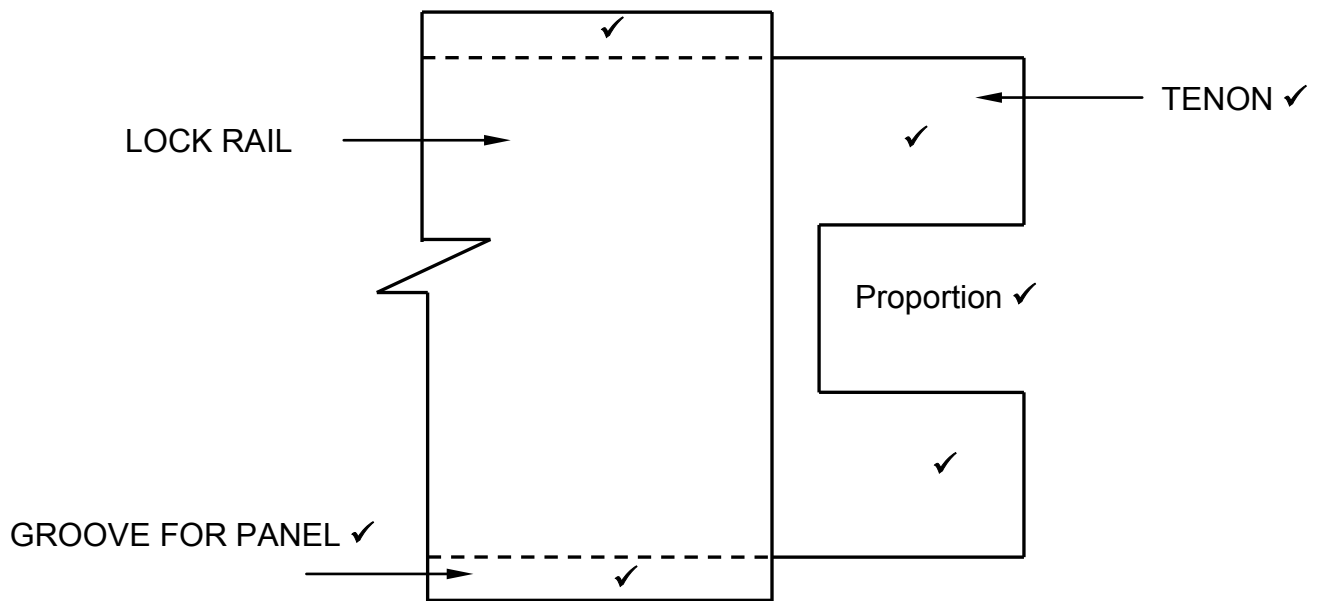 ✓
TENON ✓
LOCK RAIL
✓
Proportion ✓
✓
GROOVE FOR PANEL ✓
✓